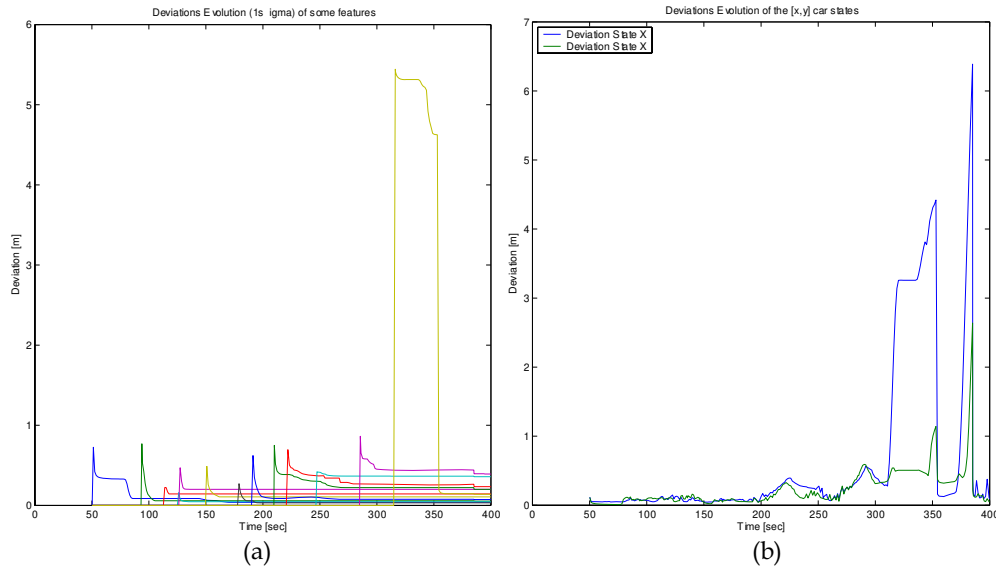 Deviations Evolution (1s igma) of some features
6
5
4
3
2
1
0
0 50 100 150 200 250 300 350 400
Deviation [m]
Time [sec]
(a)
Deviations Evolution of the [x,y] car states
Deviation State X
Deviation State X
7
6
5
4
3
2
1
0
0 50 100 150 200 250 300 350 400
Deviation [m]
Time [sec]
(b)